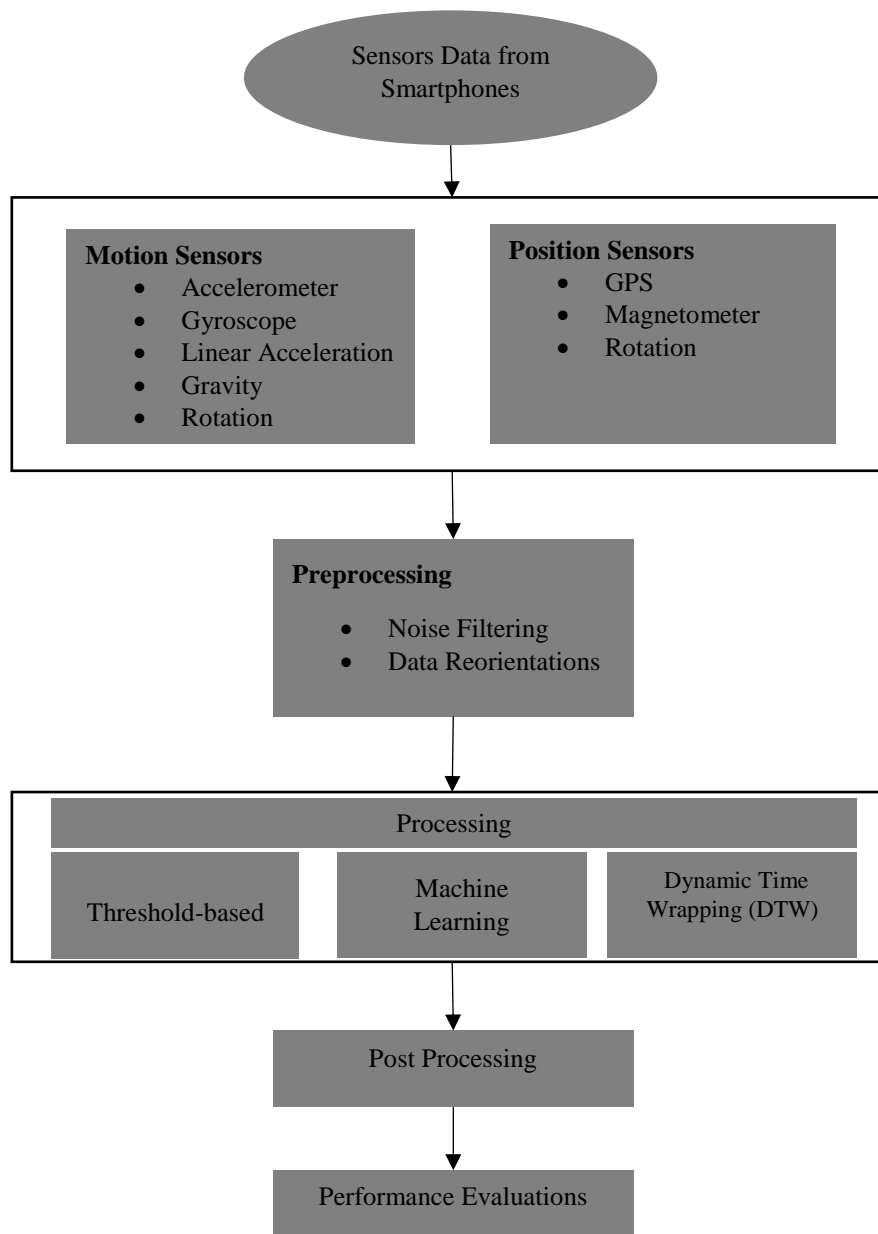 Sensors Data from
Smartphones
Motion Sensors
• Accelerometer
• Gyroscope
• Linear Acceleration
• Gravity
• Rotation
Position Sensors
• GPS
• Magnetometer
• Rotation
Preprocessing
• Noise Filtering
• Data Reorientations
Processing
Threshold-based
Machine
Learning
Dynamic Time
Wrapping (DTW)
Post Processing
Performance Evaluations